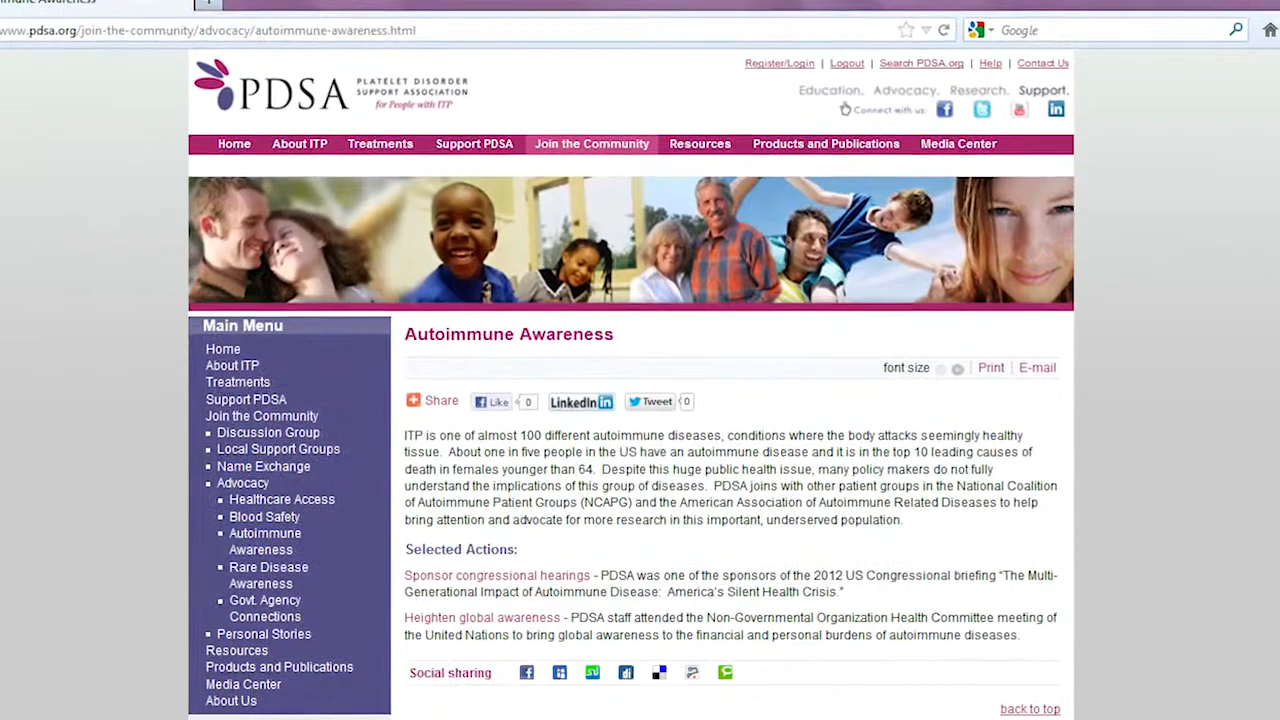 www.pdsa.org/join-the-community/advocacy/autoimmune-awareness.html
Google
PDSA
PLATELET DISORDER
SUPPORT ASSOCIATION
for People with ITP
Register/Login | Logout | Search PDSA.org | Help | Contact Us
Education. Advocacy. Research. Support.
Connect with us:
Home About ITP Treatments Support PDSA Join the Community Resources Products and Publications Media Center
Main Menu
Home
About ITP
Treatments
Support PDSA
Join the Community
Discussion Group
Local Support Groups
Name Exchange
Advocacy
Healthcare Access
Blood Safety
Autoimmune
Awareness
Rare Disease
Awareness
Govt. Agency
Connections
Personal Stories
Resources
Products and Publications
Media Center
About Us
Autoimmune Awareness
font size | Print | E-mail
Share Like 0 LinkedIn Tweet 0
ITP is one of almost 100 different autoimmune diseases, conditions where the body attacks seemingly healthy
tissue. About one in five people in the US have an autoimmune disease and it is in the top 10 leading causes of
death in females younger than 64. Despite this huge public health issue, many policy makers do not fully
understand the implications of this group of diseases. PDSA joins with other patient groups in the National Coalition
of Autoimmune Patient Groups (NCAPG) and the American Association of Autoimmune Related Diseases to help
bring attention and advocate for more research in this important, underserved population.
Selected Actions:
Sponsor congressional hearings - PDSA was one of the sponsors of the 2012 US Congressional briefing “The Multi-
Generational Impact of Autoimmune Disease: America's Silent Health Crisis.”
Heighten global awareness - PDSA staff attended the Non-Governmental Organization Health Committee meeting of
the United Nations to bring global awareness to the financial and personal burdens of autoimmune diseases.
Social sharing
back to top